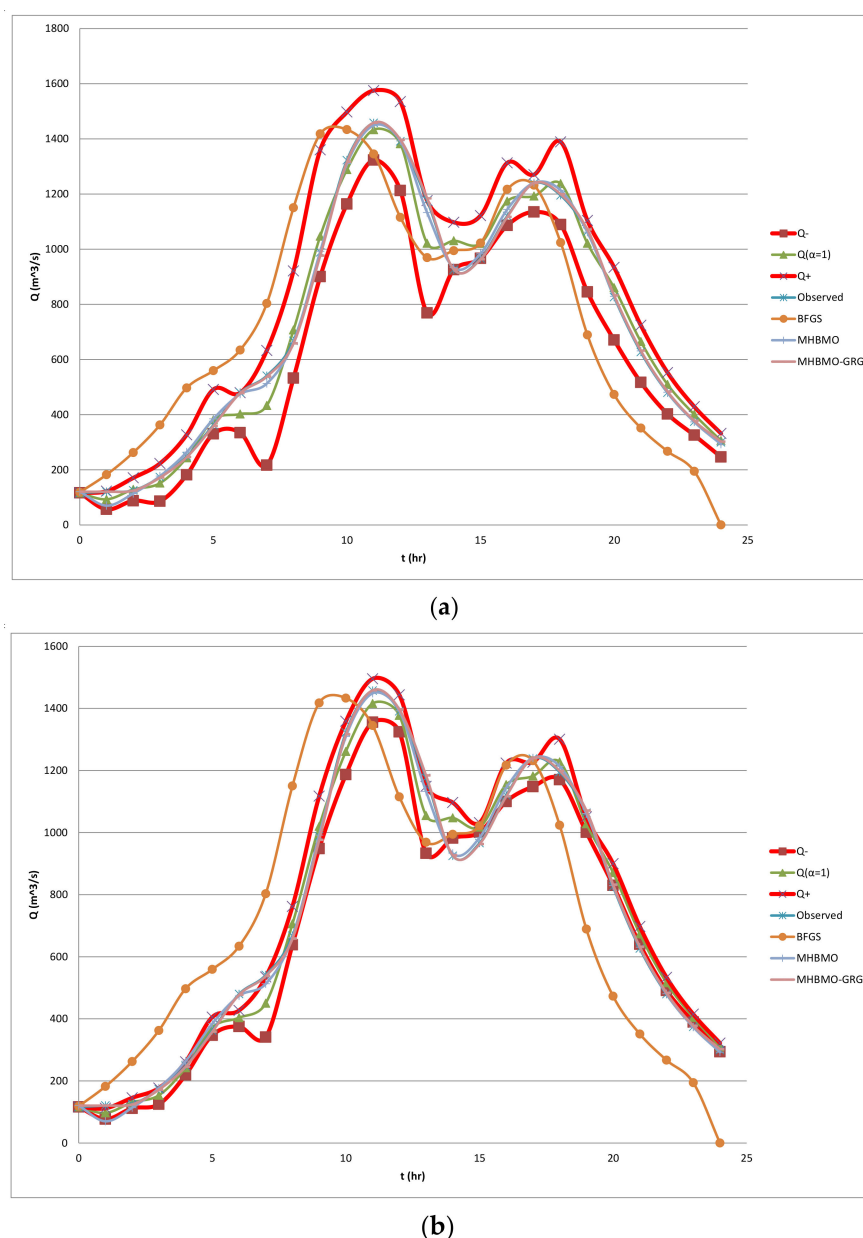 1800
1600
1400
1200
1000
800
600
400
200
0
Q (m^3/s)
0 5 10 15 20 25
t (hr)
Q-
Q(α=1)
Q+
Observed
BFGS
MHBMO
MHBMO-GRG
(a)
1600
1400
1200
1000
800
600
400
200
0
Q (m^3/s)
0 5 10 15 20 25
t (hr)
Q-
Q(α=1)
Q+
Observed
BFGS
MHBMO
MHBMO-GRG
(b)